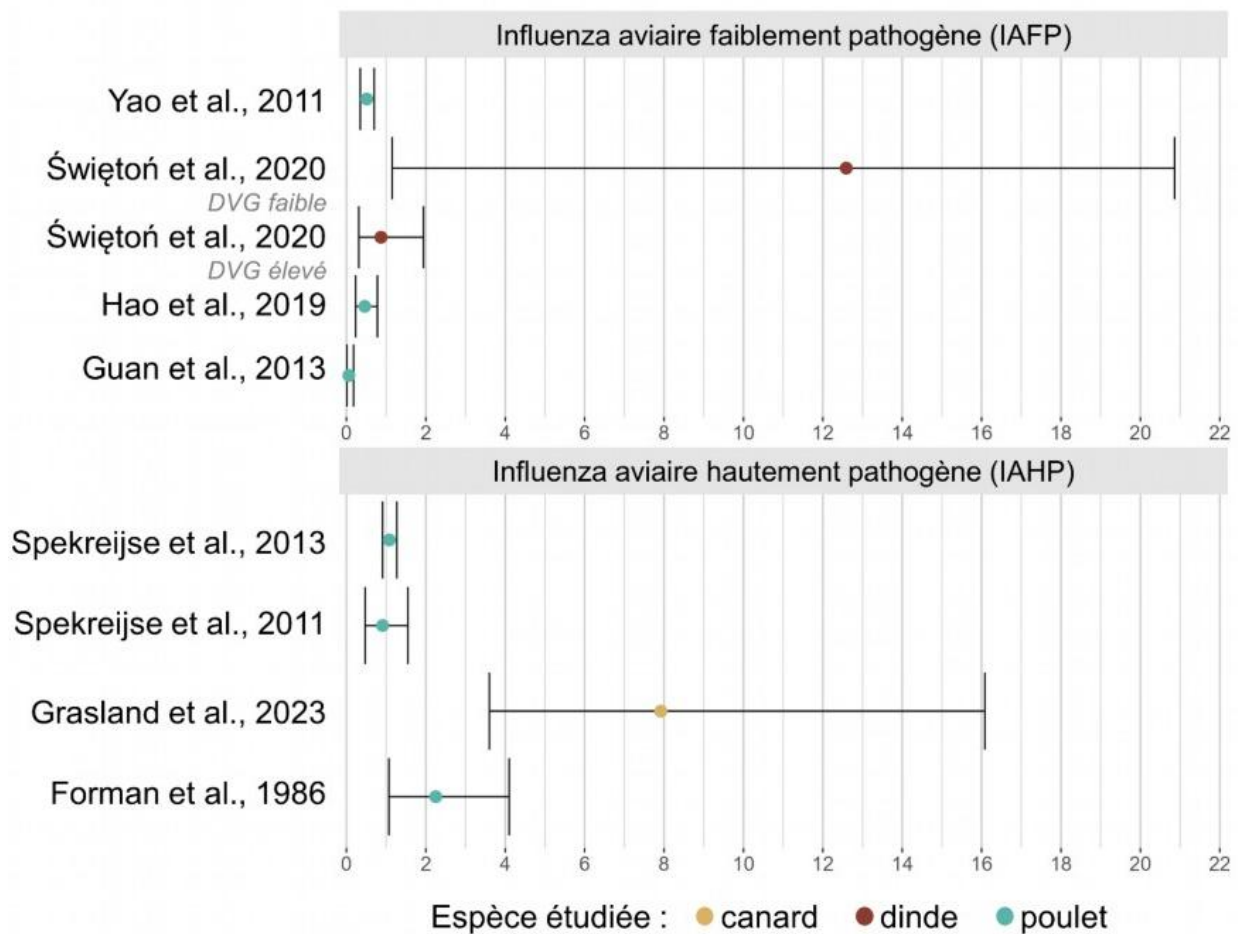 Influenza aviaire faiblement pathogène (IAFP)
Yao et al., 2011
Świętoń et al., 2020
DVG faible
Świętoń et al., 2020
DVG élevé
Hao et al., 2019
Guan et al., 2013
0 2 4 6 8 10 12 14 16 18 20 22
Influenza aviaire hautement pathogène (IAHP)
Spekreijse et al., 2013
Spekreijse et al., 2011
Grasland et al., 2023
Forman et al., 1986
0 2 4 6 8 10 12 14 16 18 20 22
Espèce étudiée : canard dinde poulet